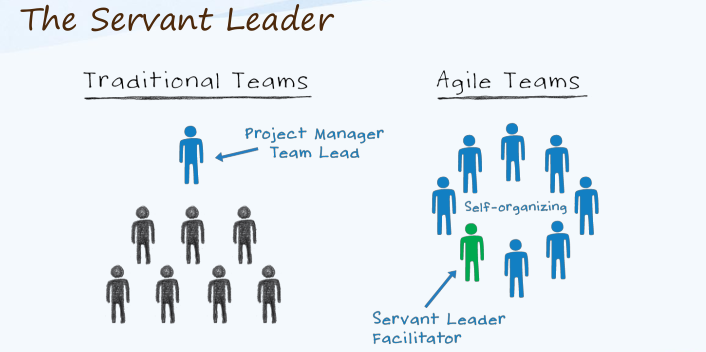 The Servant Leader
Traditional Teams
Project Manager
Team Lead
Agile Teams
Self-organizing
Servant Leader
Facilitator